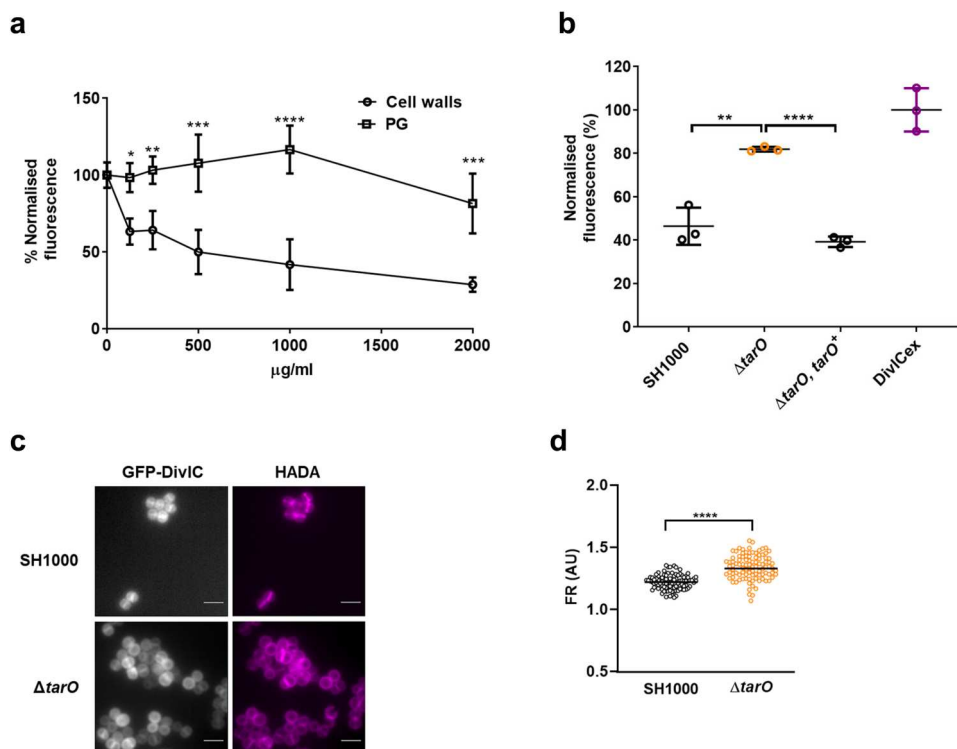 a
150
100
50
0
% Normalised
fluorescence
Cell walls
PG
*
**
***
****
***
0
500
1000
1500
2000
μg/ml
b
120
100
80
60
40
20
0
Normalised
fluorescence (%)
**
****
SH1000
ΔtarO
ΔtarO, tarO+
DivICex
c
GFP-DivIC
HADA
SH1000
ΔtarO
d
2.0
1.5
1.0
0.5
FR (AU)
****
SH1000
ΔtarO